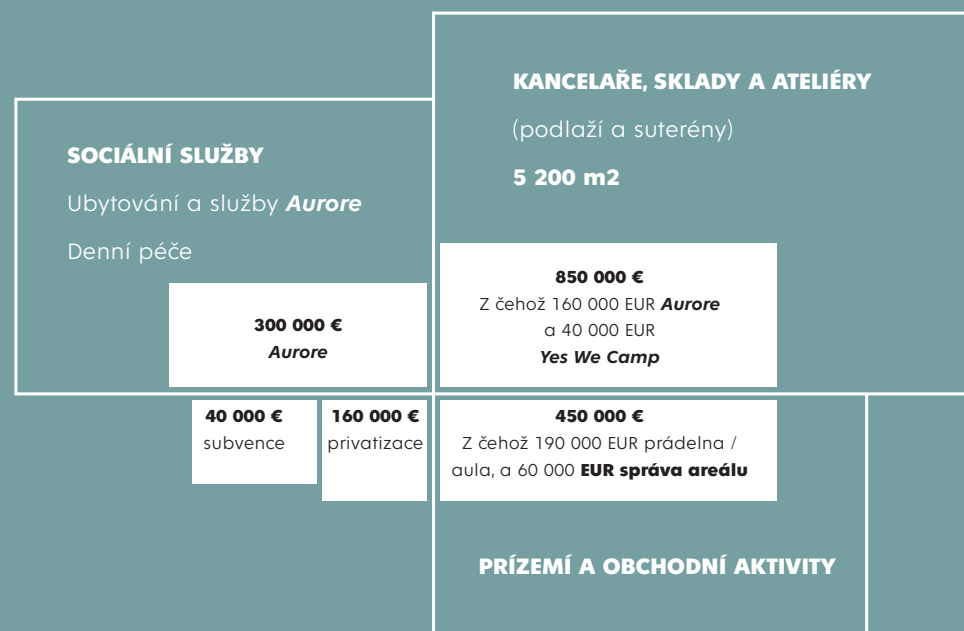 KANCELAŘE, SKLADY A ATELIÉRY
(podlaží a suterény)
5 200 m2
SOCIÁLNÍ SLUŽBY
Ubytování a služby Aurore
Denní péče
300 000 €
Aurore
850 000 €
Z čehož 160 000 EUR Aurore
a 40 000 EUR
Yes We Camp
40 000 €
subvence
160 000 €
privatizace
450 000 €
Z čehož 190 000 EUR prádelna /
aula, a 60 000 EUR správa areálu
PRÍZEMÍ A OBCHODNÍ AKTIVITY